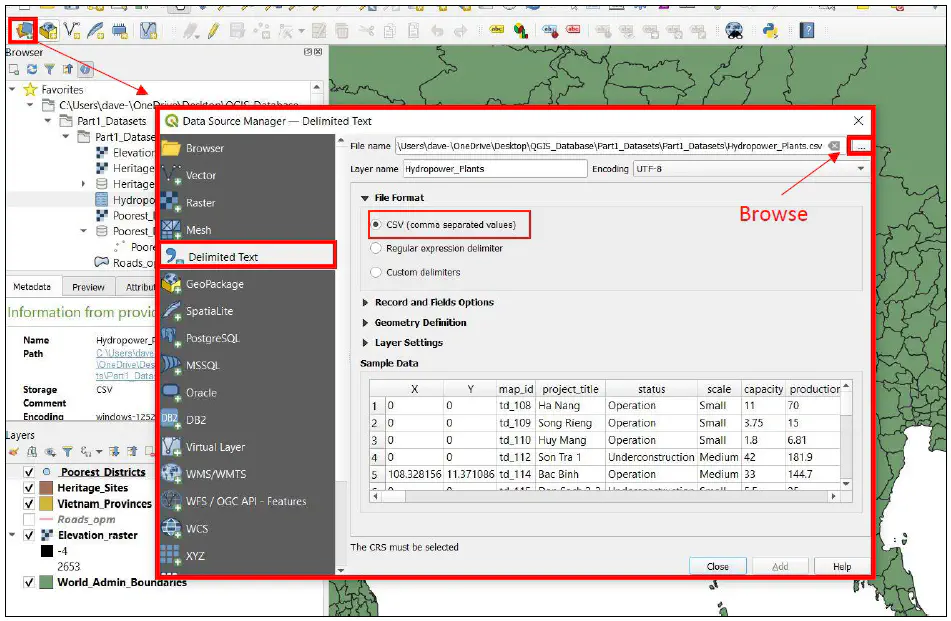 Browser
Favorites
C:\Users\dave-\OneDrive\Desktop\QGIS_Database
Part1_Datasets
Part1_Datase
Elevation
Heritage
Heritage
Hydropo
Poorest_
Poorest_
Poore
Roads_o
Metadata
Preview
Attribut
Information from provid
Name Hydropower_P
Path C:\Users\dave
\OneDrive\Des
ts\Part1_Datas
Storage CSV
Comment
Encoding windows-1252
Layers
Poorest_Districts
Heritage_Sites
Vietnam_Provinces
Roads_opm
Elevation_raster
-4
2653
World_Admin_Boundaries
Data Source Manager — Delimited Text
Browser
Vector
Raster
Mesh
Delimited Text
GeoPackage
SpatiaLite
PostgreSQL
MSSQL
Oracle
DB2
Virtual Layer
WMS/WMTS
WFS / OGC API - Features
WCS
XYZ
File name \Users\dave-\OneDrive\Desktop\QGIS_Database\Part1_Datasets\Part1_Datasets\Hydropower_Plants.csv ...
Layer name Hydropower_Plants Encoding UTF-8
Browse
File Format
CSV (comma separated values)
Regular expression delimiter
Custom delimiters
Record and Fields Options
Geometry Definition
Layer Settings
Sample Data
X Y map_id project_title status scale capacity production
1 0 0 td_108 Ha Nang Operation Small 11 70
2 0 0 td_109 Song Rieng Operation Small 3.75 15
3 0 0 td_110 Huy Mang Operation Small 1.8 6.81
4 0 0 td_112 Son Tra 1 Underconstruction Medium 42 181.9
5 108.328156 11.371086 td_114 Bac Binh Operation Medium 33 144.7
The CRS must be selected
Close
Add
Help